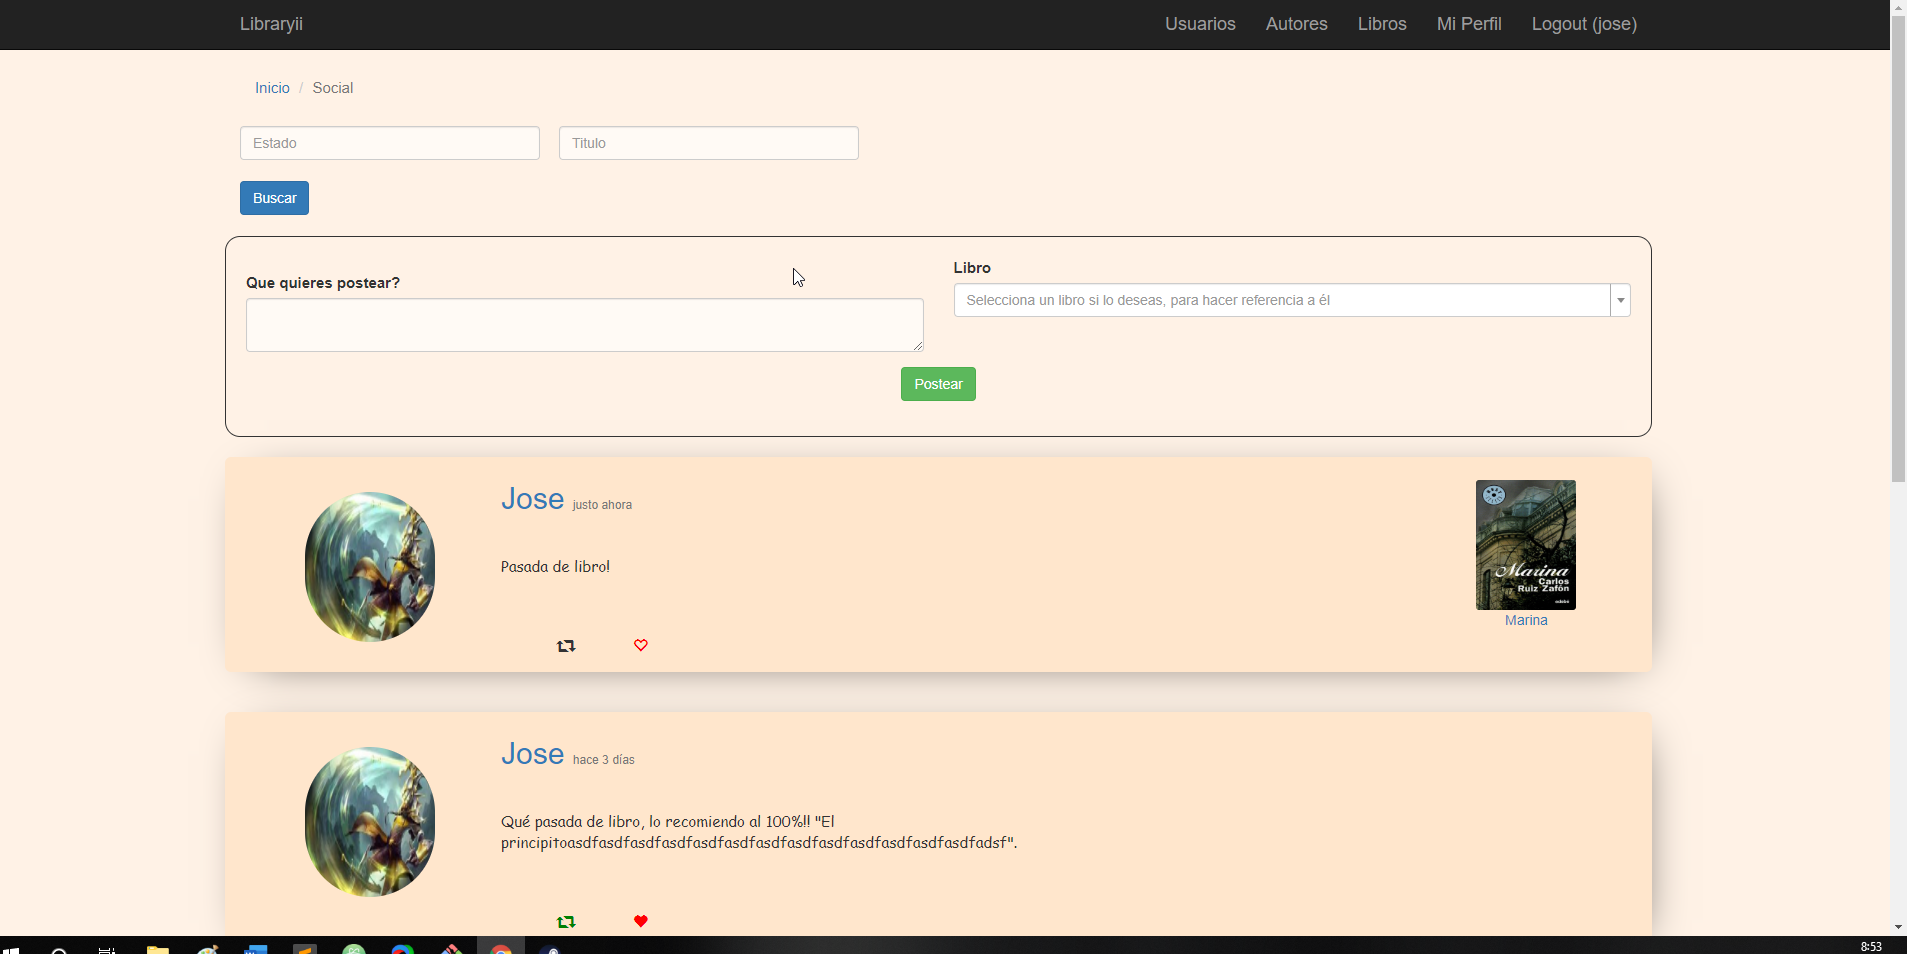 Libraryii
Usuarios Autores Libros Mi Perfil Logout (jose)
Inicio / Social
Estado Titulo
Buscar
Libro
Que quieres postear?
Selecciona un libro si lo deseas, para hacer referencia a él
Postear
Jose justo ahora
Pasada de libro!
Marina
Carlos
Ruiz Zafón
Marina
Jose hace 3 días
Qué pasada de libro, lo recomiendo al 100%!! "El
principitoasdfasdfasdfasdfasdfasdfasdfasdfasdfasdfasdfasdfasdfasdfadsf".
8:53